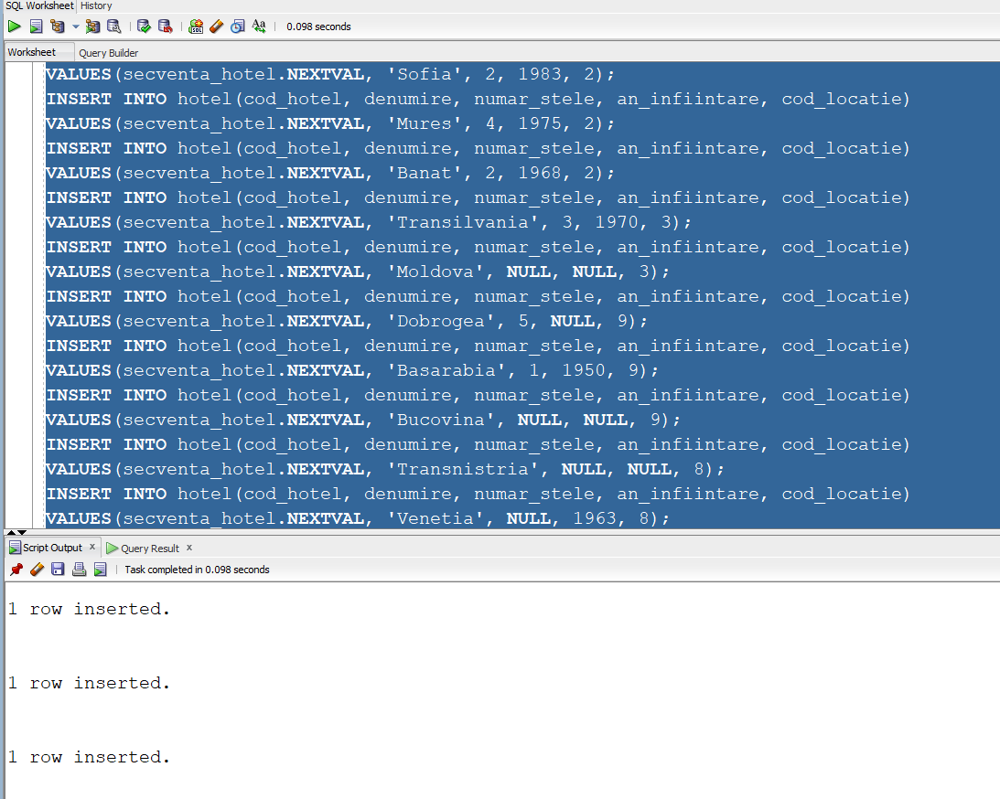 SQL Worksheet History
0.098 seconds
Worksheet Query Builder
VALUES(secventa_hotel.NEXTVAL, 'Sofia', 2, 1983, 2);
INSERT INTO hotel(cod_hotel, denumire, numar_stele, an_infiintare, cod_locatie)
VALUES(secventa_hotel.NEXTVAL, 'Mures', 4, 1975, 2);
INSERT INTO hotel(cod_hotel, denumire, numar_stele, an_infiintare, cod_locatie)
VALUES(secventa_hotel.NEXTVAL, 'Banat', 2, 1968, 2);
INSERT INTO hotel(cod_hotel, denumire, numar_stele, an_infiintare, cod_locatie)
VALUES(secventa_hotel.NEXTVAL, 'Transilvania', 3, 1970, 3);
INSERT INTO hotel(cod_hotel, denumire, numar_stele, an_infiintare, cod_locatie)
VALUES(secventa_hotel.NEXTVAL, 'Moldova', NULL, NULL, 3);
INSERT INTO hotel(cod_hotel, denumire, numar_stele, an_infiintare, cod_locatie)
VALUES(secventa_hotel.NEXTVAL, 'Dobrogea', 5, NULL, 9);
INSERT INTO hotel(cod_hotel, denumire, numar_stele, an_infiintare, cod_locatie)
VALUES(secventa_hotel.NEXTVAL, 'Basarabia', 1, 1950, 9);
INSERT INTO hotel(cod_hotel, denumire, numar_stele, an_infiintare, cod_locatie)
VALUES(secventa_hotel.NEXTVAL, 'Bucovina', NULL, NULL, 9);
INSERT INTO hotel(cod_hotel, denumire, numar_stele, an_infiintare, cod_locatie)
VALUES(secventa_hotel.NEXTVAL, 'Transnistria', NULL, NULL, 8);
INSERT INTO hotel(cod_hotel, denumire, numar_stele, an_infiintare, cod_locatie)
VALUES(secventa_hotel.NEXTVAL, 'Venetia', NULL, 1963, 8);
Script Output x Query Result x
Task completed in 0.098 seconds
1 row inserted.
1 row inserted.
1 row inserted.